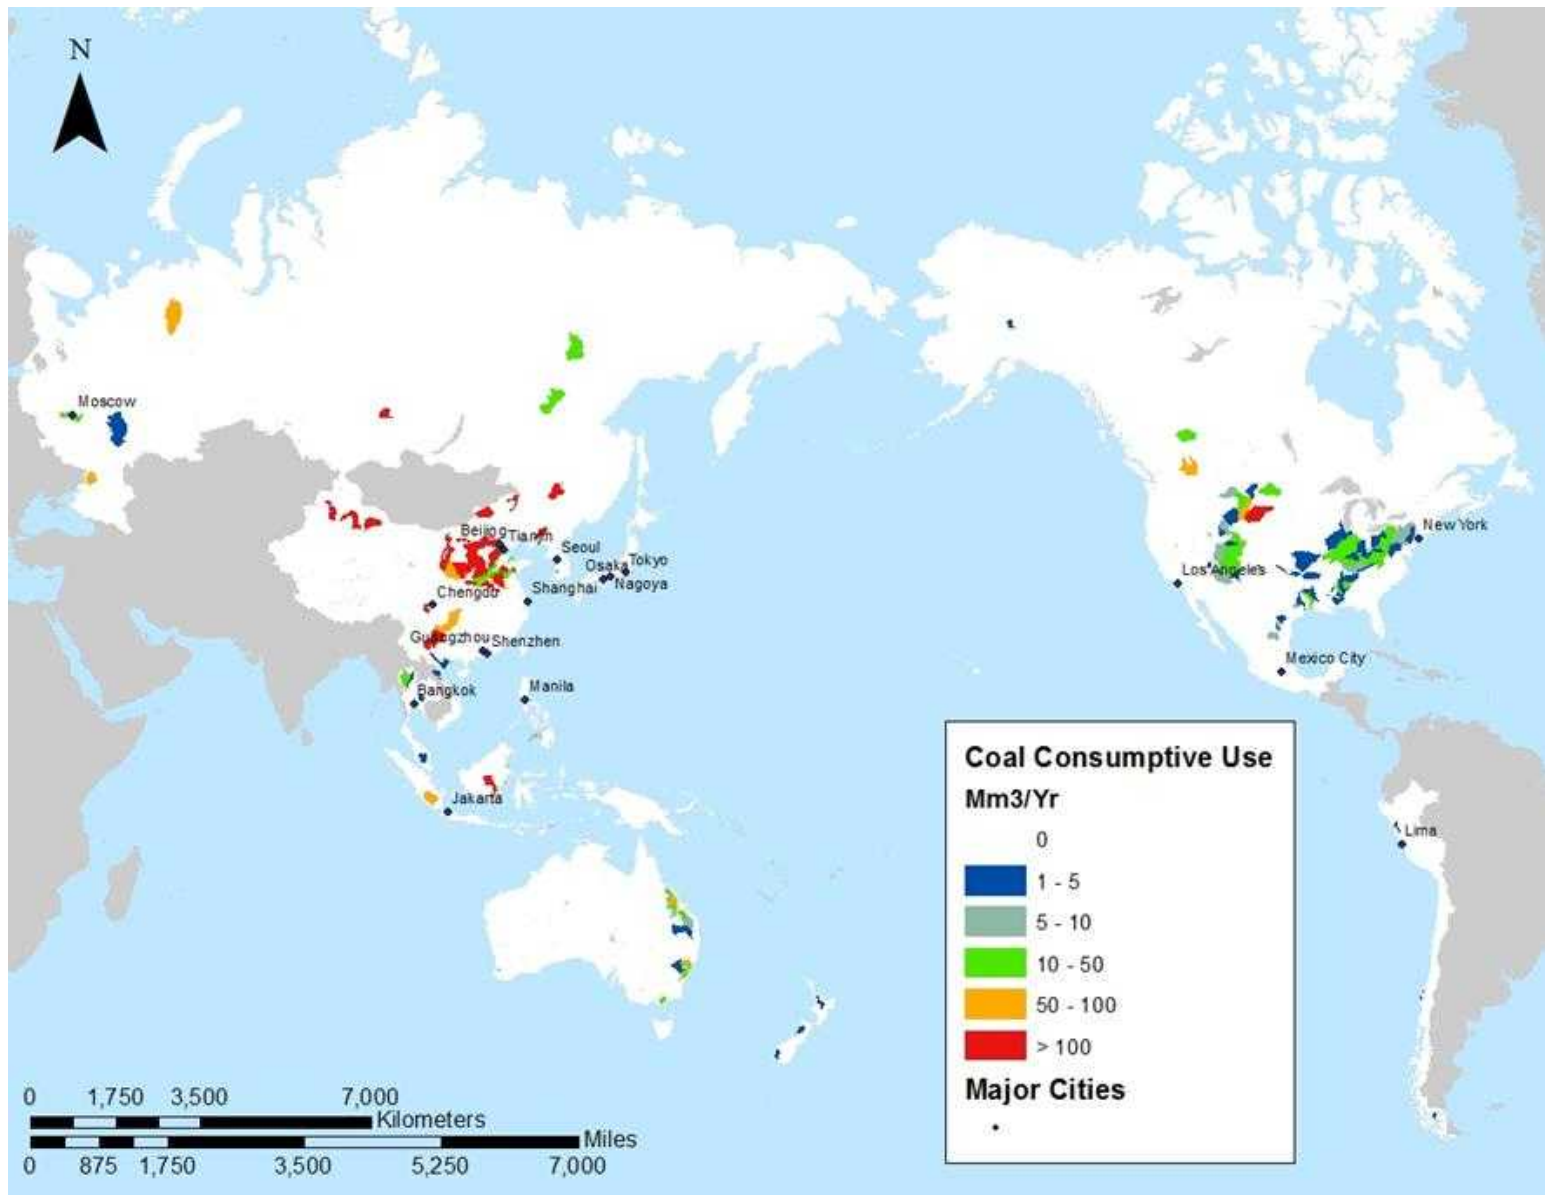 N
Moscow
Beijing
Tianjin
Seoul
Tokyo
Osaka
Nagoya
Shanghai
Chengdu
Guangzhou
Shenzhen
Bangkok
Manila
Jakarta
New York
Los Angeles
Mexico City
Lima
Coal Consumptive Use
Mm3/Yr
0
1 - 5
5 - 10
10 - 50
50 - 100
> 100
Major Cities
0 1,750 3,500 7,000
Kilometers
Miles
0 875 1,750 3,500 5,250 7,000